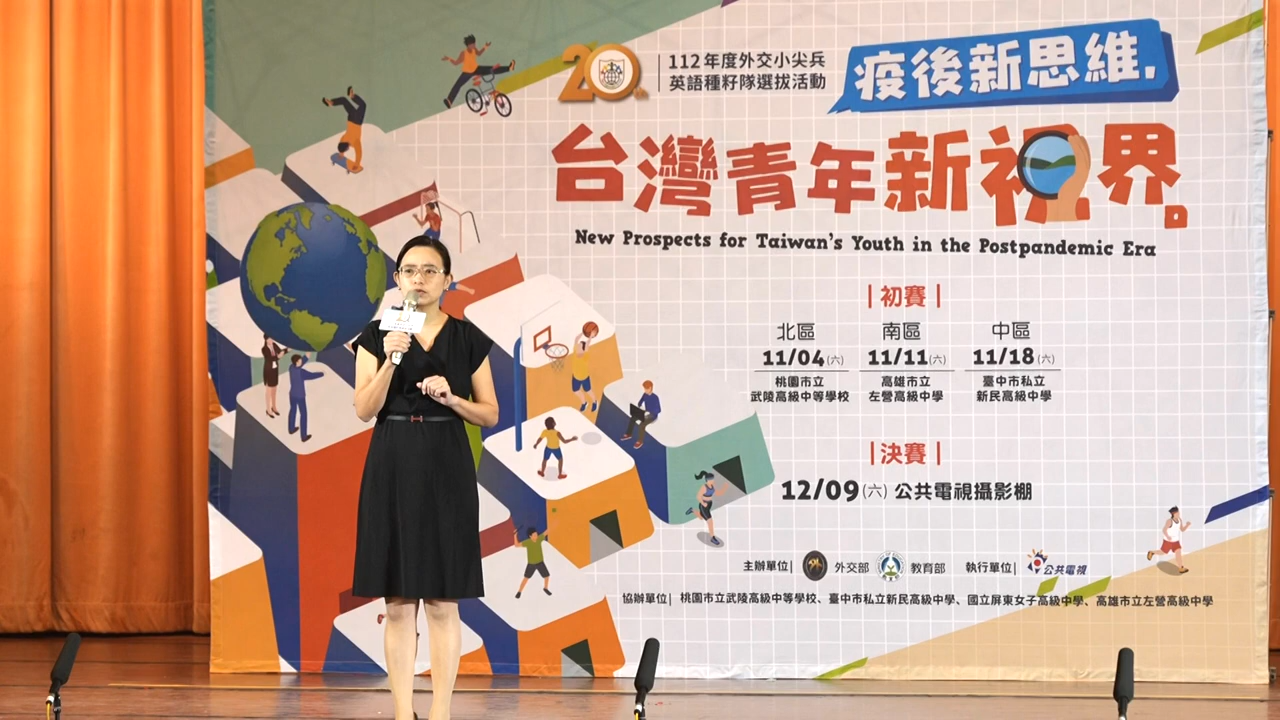 20
112年度外交小尖兵
英語種籽隊選拔活動
疫後新思維,
台灣青年新視界。
New Prospects for Taiwan's Youth in the Postpandemic Era
|初賽|
北區
11/04(六)
桃園市立
武陵高級中等學校
南區
11/11(六)
高雄市立
左營高級中學
中區
11/18(六)
臺中市私立
新民高級中學
|決賽|
12/09(六)公共電視攝影棚
主辦單位| 外交部 教育部 執行單位| 公共電視
協辦單位| 桃園市立武陵高級中等學校、臺中市私立新民高級中學、國立屏東女子高級中學、高雄市立左營高級中學